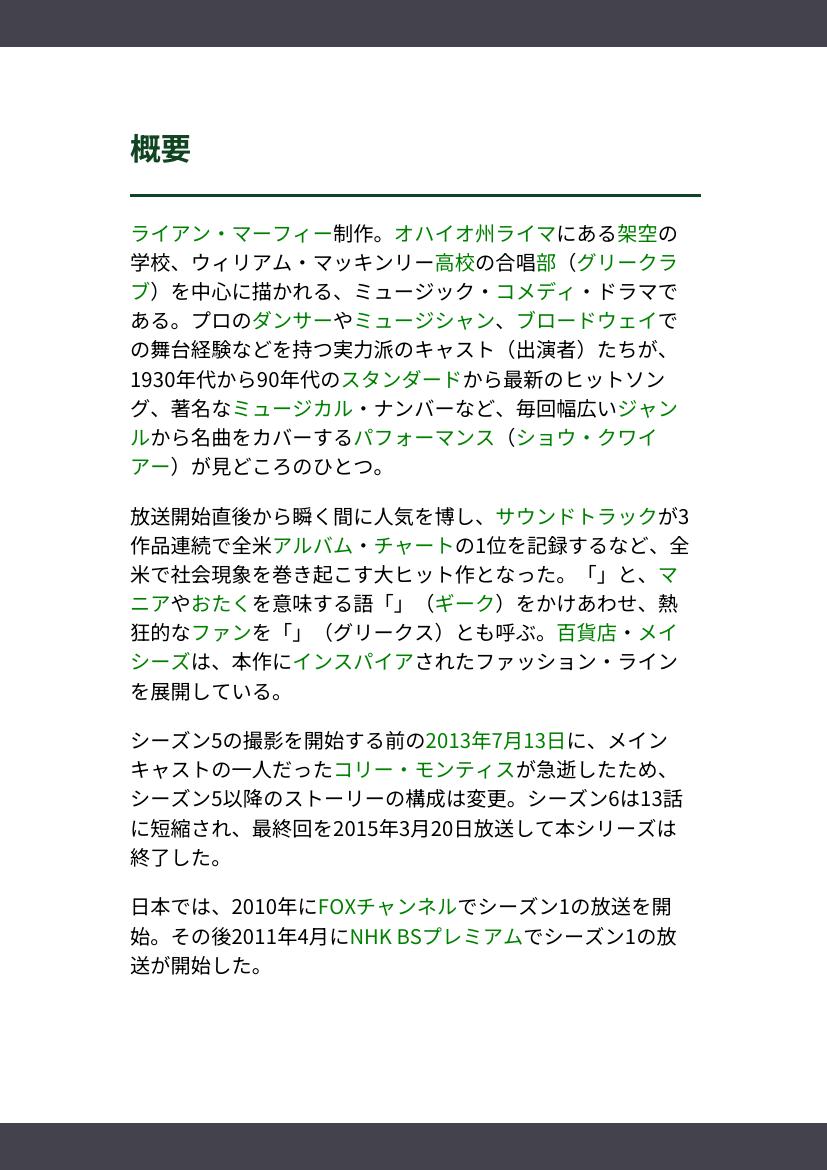 概要
ライアン・マーフィー制作。オハイオ州ライマにある架空の
学校、ウィリアム・マッキンリー高校の合唱部（グリークラ
ブ）を中心に描かれる、ミュージック・コメディ・ドラマで
ある。プロのダンサーやミュージシャン、ブロードウェイで
の舞台経験などを持つ実力派のキャスト（出演者）たちが、
1930年代から90年代のスタンダードから最新のヒットソン
グ、著名なミュージカル・ナンバーなど、毎回幅広いジャン
ルから名曲をカバーするパフォーマンス（ショウ・クワイ
アー）が見どころのひとつ。
放送開始直後から瞬く間に人気を博し、サウンドトラックが3
作品連続で全米アルバム・チャートの1位を記録するなど、全
米で社会現象を巻き起こす大ヒット作となった。「」と、マ
ニアやおたくを意味する語「」（ギーク）をかけあわせ、熱
狂的なファンを「」（グリークス）とも呼ぶ。百貨店・メイ
シーズは、本作にインスパイアされたファッション・ライン
を展開している。
シーズン5の撮影を開始する前の2013年7月13日に、メイン
キャストの一人だったコリー・モンティスが急逝したため、
シーズン5以降のストーリーの構成は変更。シーズン6は13話
に短縮され、最終回を2015年3月20日放送して本シリーズは
終了した。
日本では、2010年にFOXチャンネルでシーズン1の放送を開
始。その後2011年4月にNHK BSプレミアムでシーズン1の放
送が開始した。